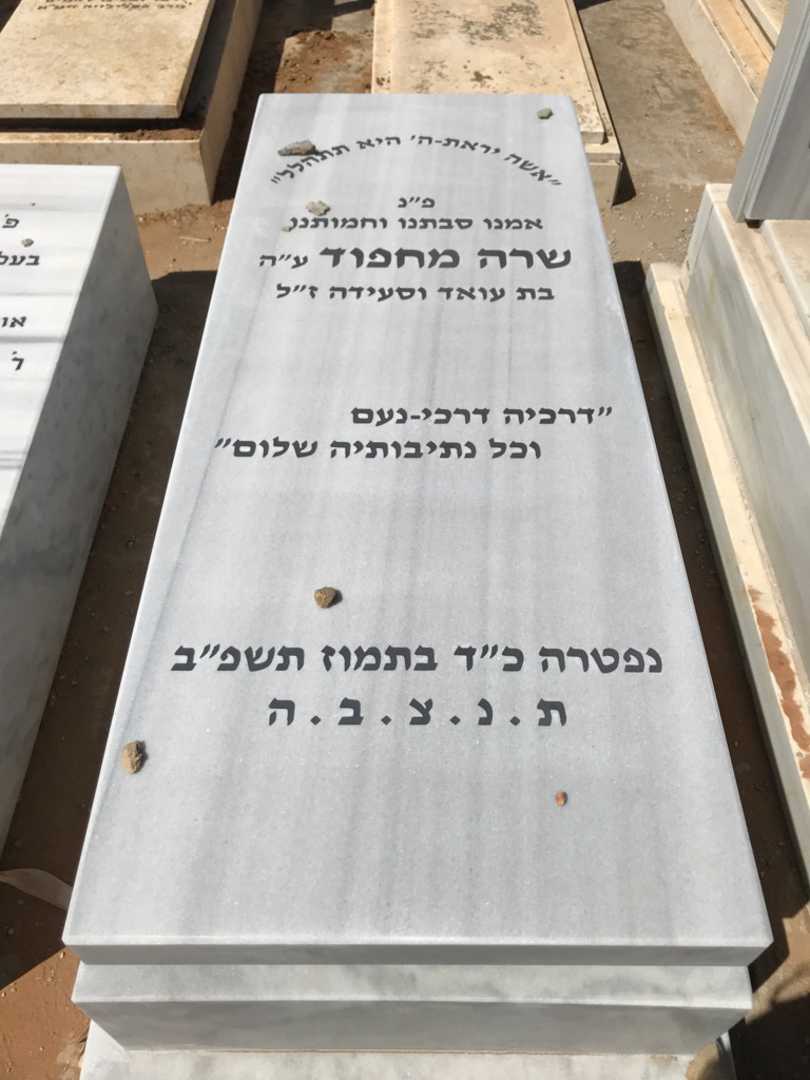 "אשה יראת-ה' היא תתהלל"
פ"נ
אמנו סבתנו וחמותנו
שרה מחפוד ע"ה
בת עואד וסעידה ז"ל
"דרכיה דרכי-נעם
וכל נתיבותיה שלום"
נפטרה כ"ד בתמוז תשפ"ב
ת.נ.צ.ב.ה